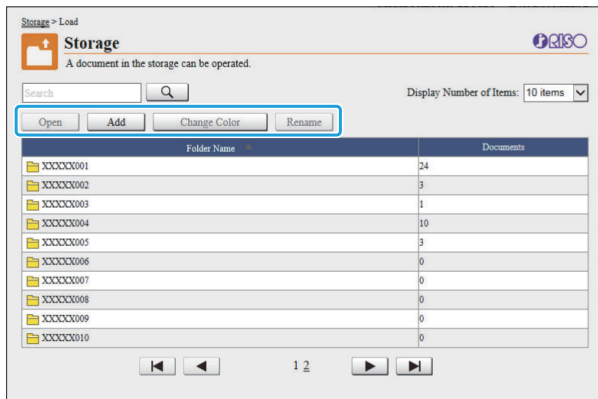 Storage > Load
Storage
RISO
A document in the storage can be operated.
Search
Display Number of Items: 10 items
Open Add Change Color Rename
Folder Name Documents
XXXXX001 24
XXXXX002 3
XXXXX003 1
XXXXX004 10
XXXXX005 3
XXXXX006 0
XXXXX007 0
XXXXX008 0
XXXXX009 0
XXXXX010 0
1 2